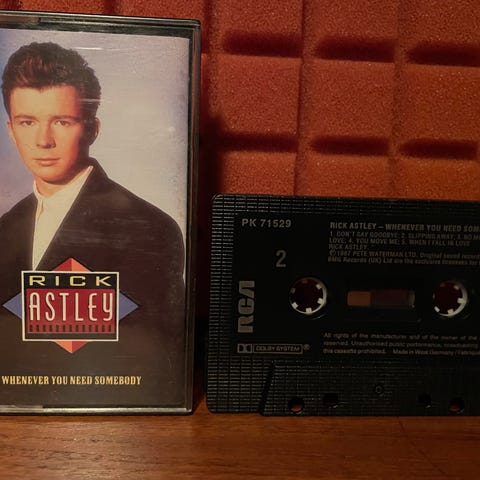 RICK
ASTLEY
WHENEVER YOU NEED SOMEBODY
PK 71529
RICK ASTLEY – WHENEVER YOU NEED SOM
1. DON'T SAY GOODBYE: 2. SLIPPING AWAY: 3. NO M
LOVE: 4. YOU MOVE ME: 5. WHEN I FALL IN LOVE
RICK ASTLEY.
℗1987 PETE WATERMAN LTD. Original sound record
BMG Records (UK) Ltd are the exclusive licensees for
2
RCA
DOLBY SYSTEM®
All rights of the manufacturer and of the owner of the
reserved. Unauthorised public performance, broadcasting
this cassette prohibited. Made in West Germany/Fabriqué